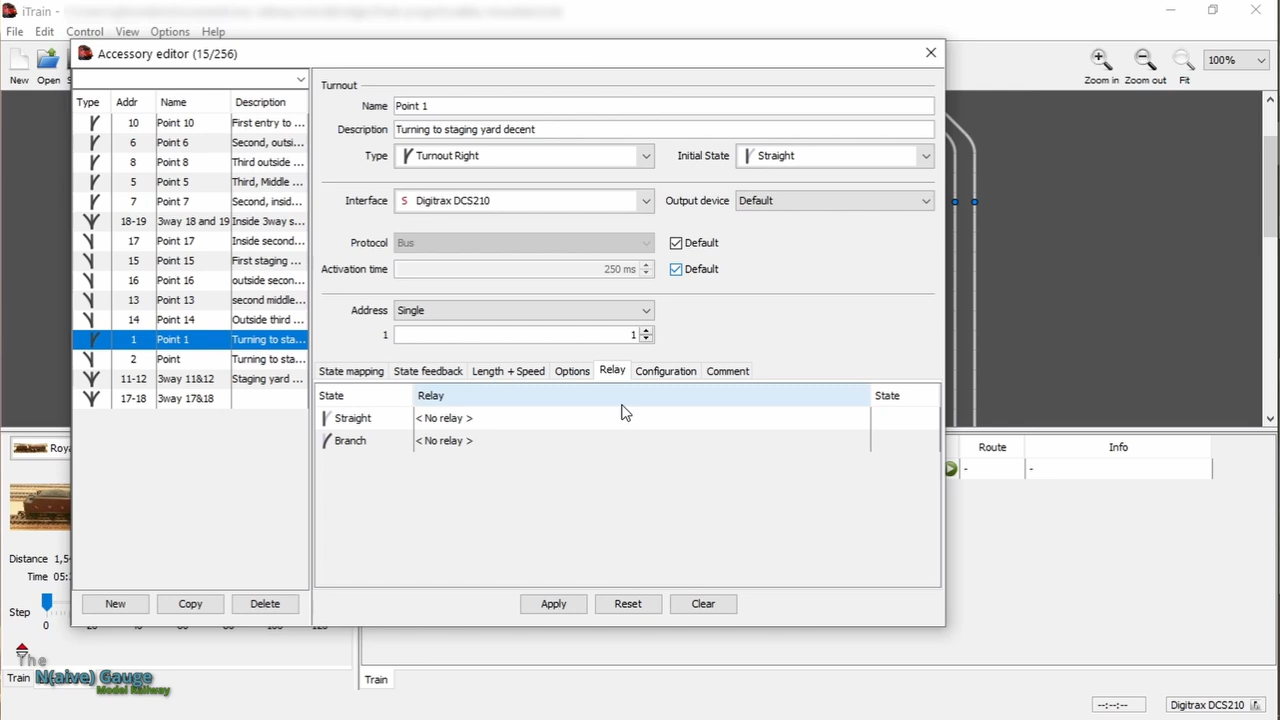 iTrain -
File Edit Control View Options Help
New Open
Zoom in Zoom out Fit 100%
Accessory editor (15/256)
Type Addr Name Description
10 Point 10 First entry to ...
6 Point 6 Second, outsi...
8 Point 8 Third outside ...
5 Point 5 Third, Middle ...
7 Point 7 Second, insid...
18-19 3way 18 and 19 Inside 3way s...
17 Point 17 Inside second...
15 Point 15 First staging ...
16 Point 16 outside secon...
13 Point 13 second middle...
14 Point 14 Outside third ...
1 Point 1 Turning to sta...
2 Point Turning to sta...
11-12 3way 11&12 Staging yard ...
17-18 3way 17&18
New Copy Delete
Turnout
Name Point 1
Description Turning to staging yard decent
Type Turnout Right Initial State Straight
Interface S Digitrax DCS210 Output device Default
Protocol Bus Default
Activation time 250 ms Default
Address Single
1 1
State mapping State feedback Length + Speed Options Relay Configuration Comment
State Relay State
Straight < No relay >
Branch < No relay >
Apply Reset Clear
Route Info
- -
Roya
Distance
Time 05:
Step
0
Train
Train
The
N(aive) Gauge
Model Railway
--:--:-- Digitrax DCS210